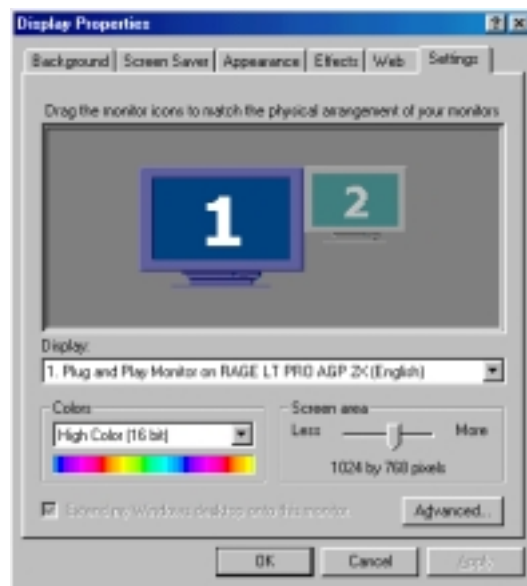 Display Properties
Background Screen Saver Appearance Effects Web Settings
Drag the monitor icons to match the physical arrangement of your monitors
1 2
Display:
1. Plug and Play Monitor on RAGE LT PRO AGP 2X (English)
Colors
High Color (16 bit)
Screen area
Less More
1024 by 768 pixels
Extend my Windows desktop onto this monitor.
Advanced...
OK Cancel Apply